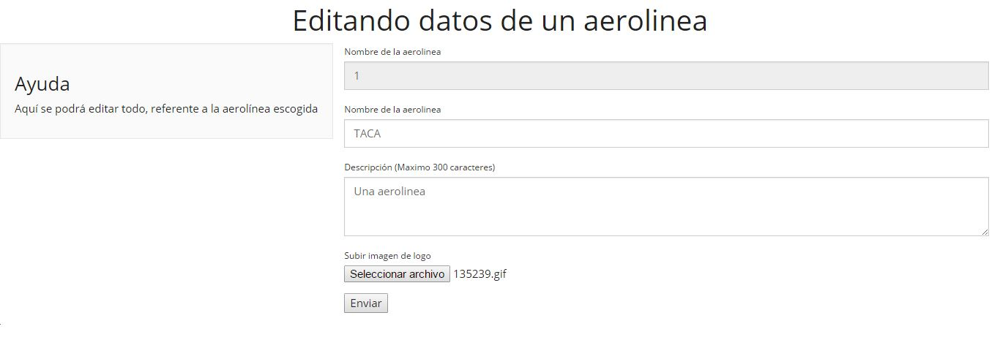 Editando datos de un aerolinea
Ayuda
Aquí se podrá editar todo, referente a la aerolínea escogida
Nombre de la aerolinea
1
Nombre de la aerolinea
TACA
Descripción (Maximo 300 caracteres)
Una aerolinea
Subir imagen de logo
Seleccionar archivo 135239.gif
Enviar